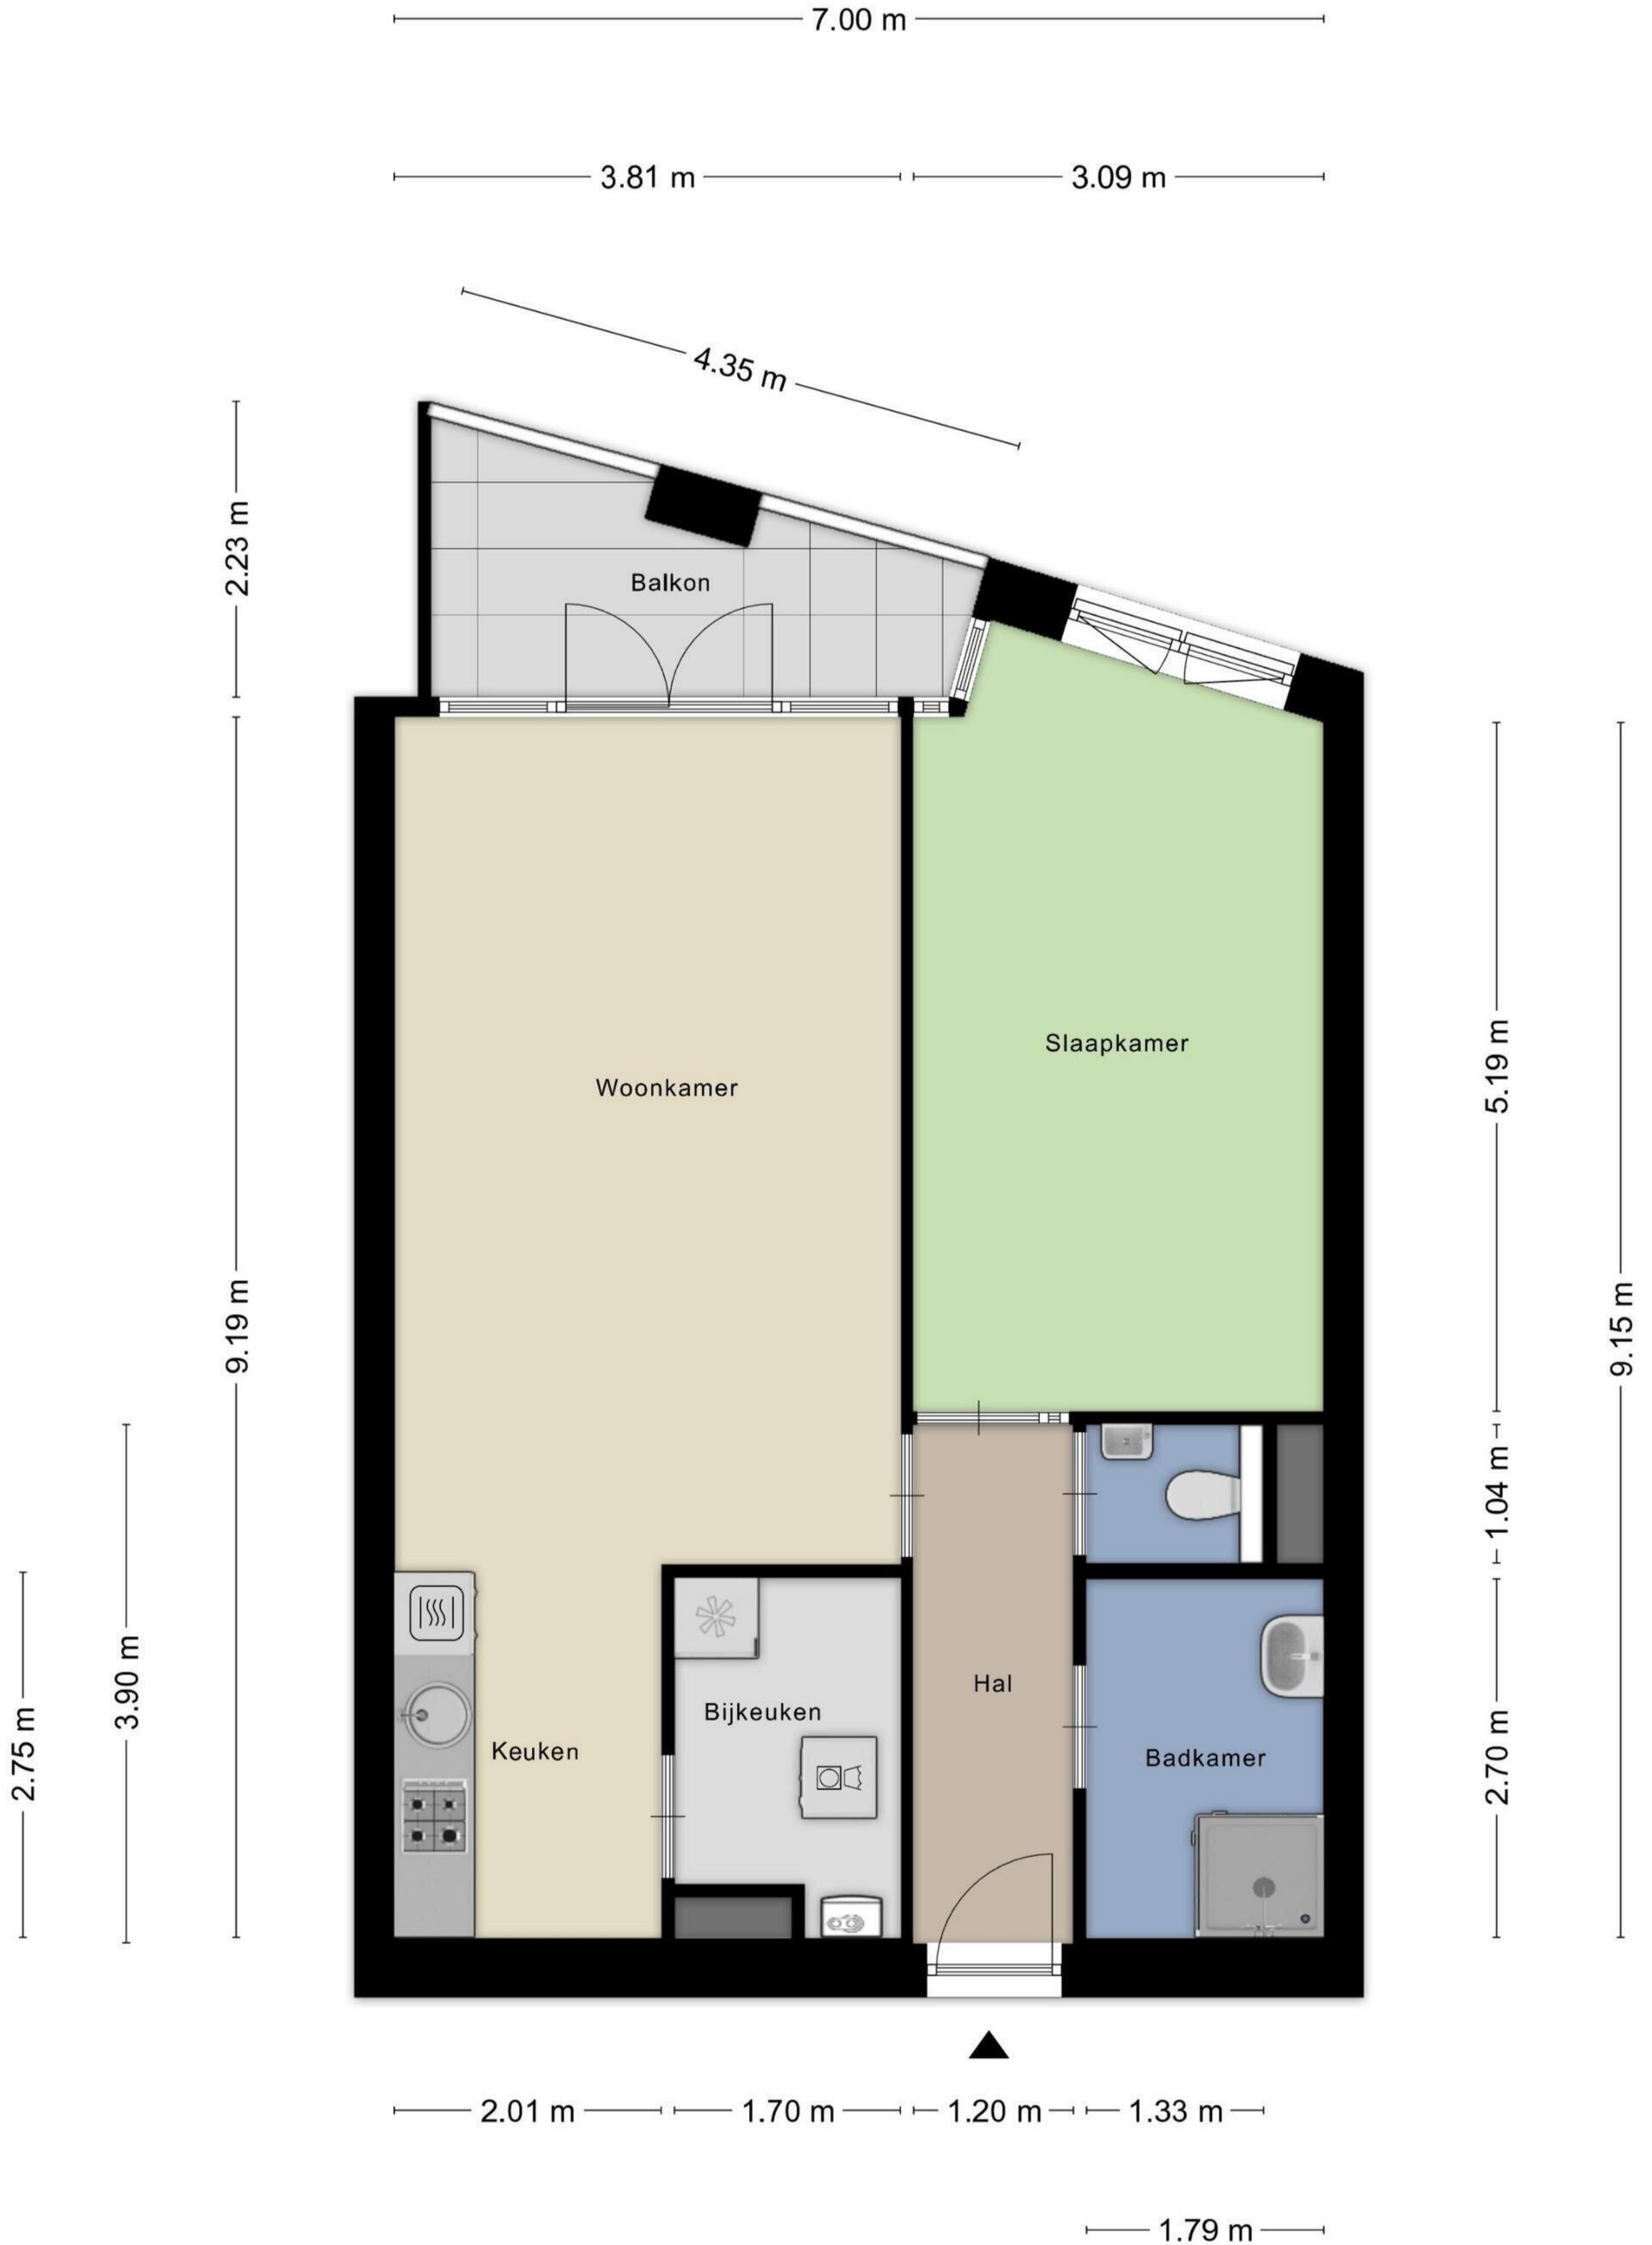 7.00 m
3.81 m
3.09 m
4.35 m
2.23 m
Balkon
Slaapkamer
5.19 m
Woonkamer
9.19 m
9.15 m
1.04 m
3.90 m
Hal
Bijkeuken
2.75 m
Keuken
Badkamer
2.70 m
2.01 m
1.70 m
1.20 m
1.33 m
1.79 m